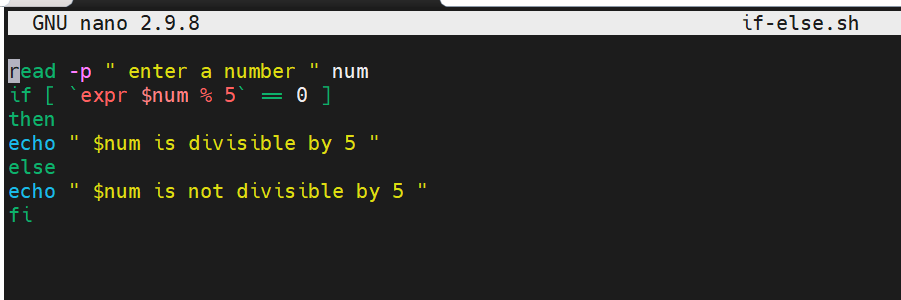 GNU nano 2.9.8 if-else.sh
read -p " enter a number " num
if [ `expr $num % 5` == 0 ]
then
echo " $num is divisible by 5 "
else
echo " $num is not divisible by 5 "
fi